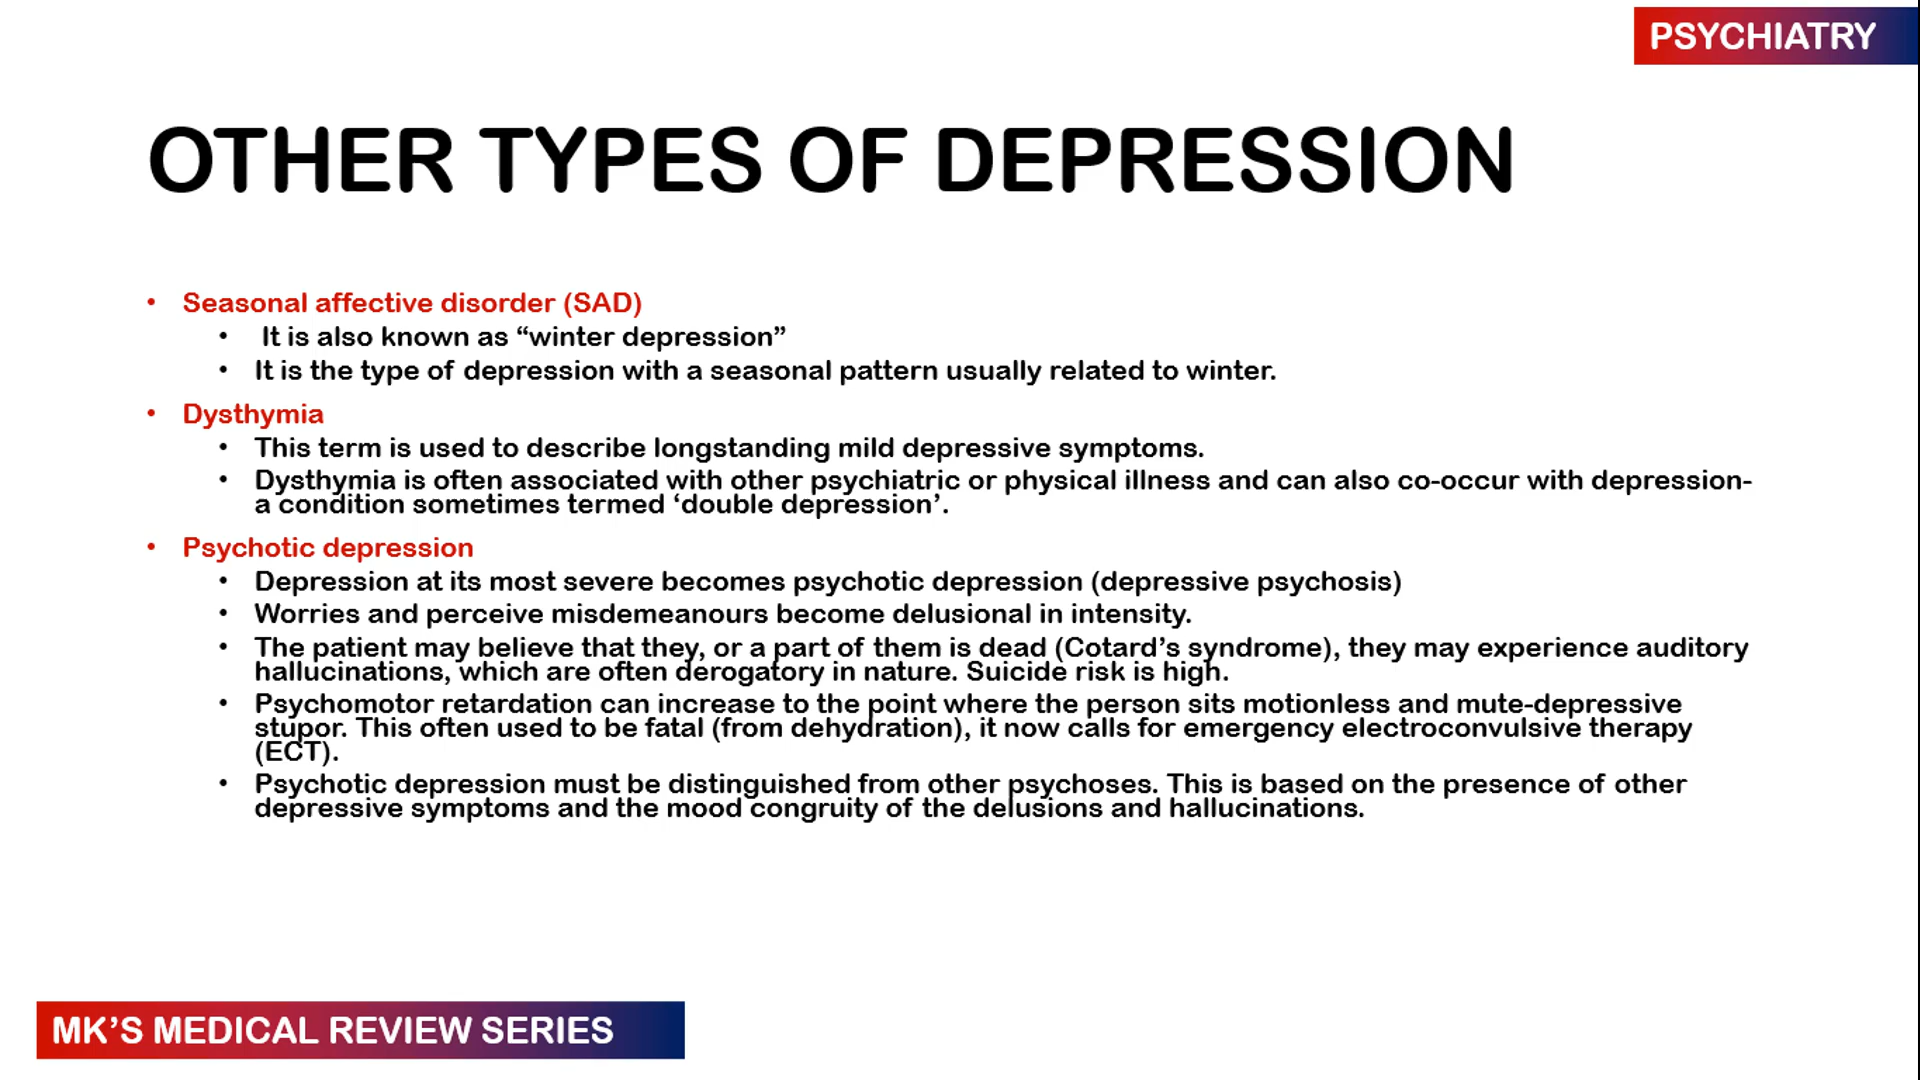 PSYCHIATRY
OTHER TYPES OF DEPRESSION
• Seasonal affective disorder (SAD)
• It is also known as “winter depression”
• It is the type of depression with a seasonal pattern usually related to winter.
• Dysthymia
• This term is used to describe longstanding mild depressive symptoms.
• Dysthymia is often associated with other psychiatric or physical illness and can also co-occur with depression-
a condition sometimes termed ‘double depression’.
• Psychotic depression
• Depression at its most severe becomes psychotic depression (depressive psychosis)
• Worries and perceive misdemeanours become delusional in intensity.
• The patient may believe that they, or a part of them is dead (Cotard’s syndrome), they may experience auditory
hallucinations, which are often derogatory in nature. Suicide risk is high.
• Psychomotor retardation can increase to the point where the person sits motionless and mute-depressive
stupor. This often used to be fatal (from dehydration), it now calls for emergency electroconvulsive therapy
(ECT).
• Psychotic depression must be distinguished from other psychoses. This is based on the presence of other
depressive symptoms and the mood congruity of the delusions and hallucinations.
MK’S MEDICAL REVIEW SERIES